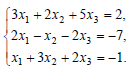 3x₁ + 2x₂ + 5x₃ = 2,
2x₁ − x₂ − 2x₃ = −7,
x₁ + 3x₂ + 2x₃ = −1.